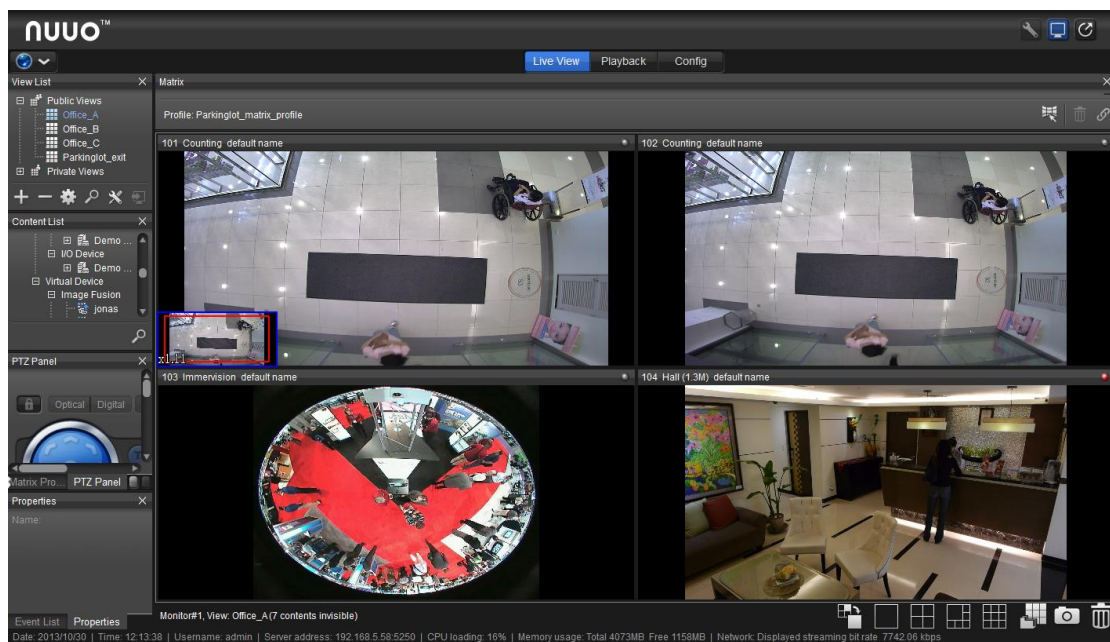 nuuo™
Live View Playback Config
View List
Public Views
Office_A
Office_B
Office_C
Parkinglot_exit
Private Views
Content List
Demo ...
I/O Device
Demo ...
Virtual Device
Image Fusion
jonas
PTZ Panel
Optical Digital
Matrix Pro... PTZ Panel
Properties
Name:
Event List Properties
Matrix
Profile: Parkinglot_matrix_profile
101 Counting default name
102 Counting default name
x1.11
103 Immervision default name
104 Hall (1.3M) default name
Monitor#1, View: Office_A (7 contents invisible)
Date: 2013/10/30 | Time: 12:13:38 | Username: admin | Server address: 192.168.5.58:5250 | CPU loading: 16% | Memory usage: Total 4073MB Free 1158MB | Network: Displayed streaming bit rate 7742.06 kbps